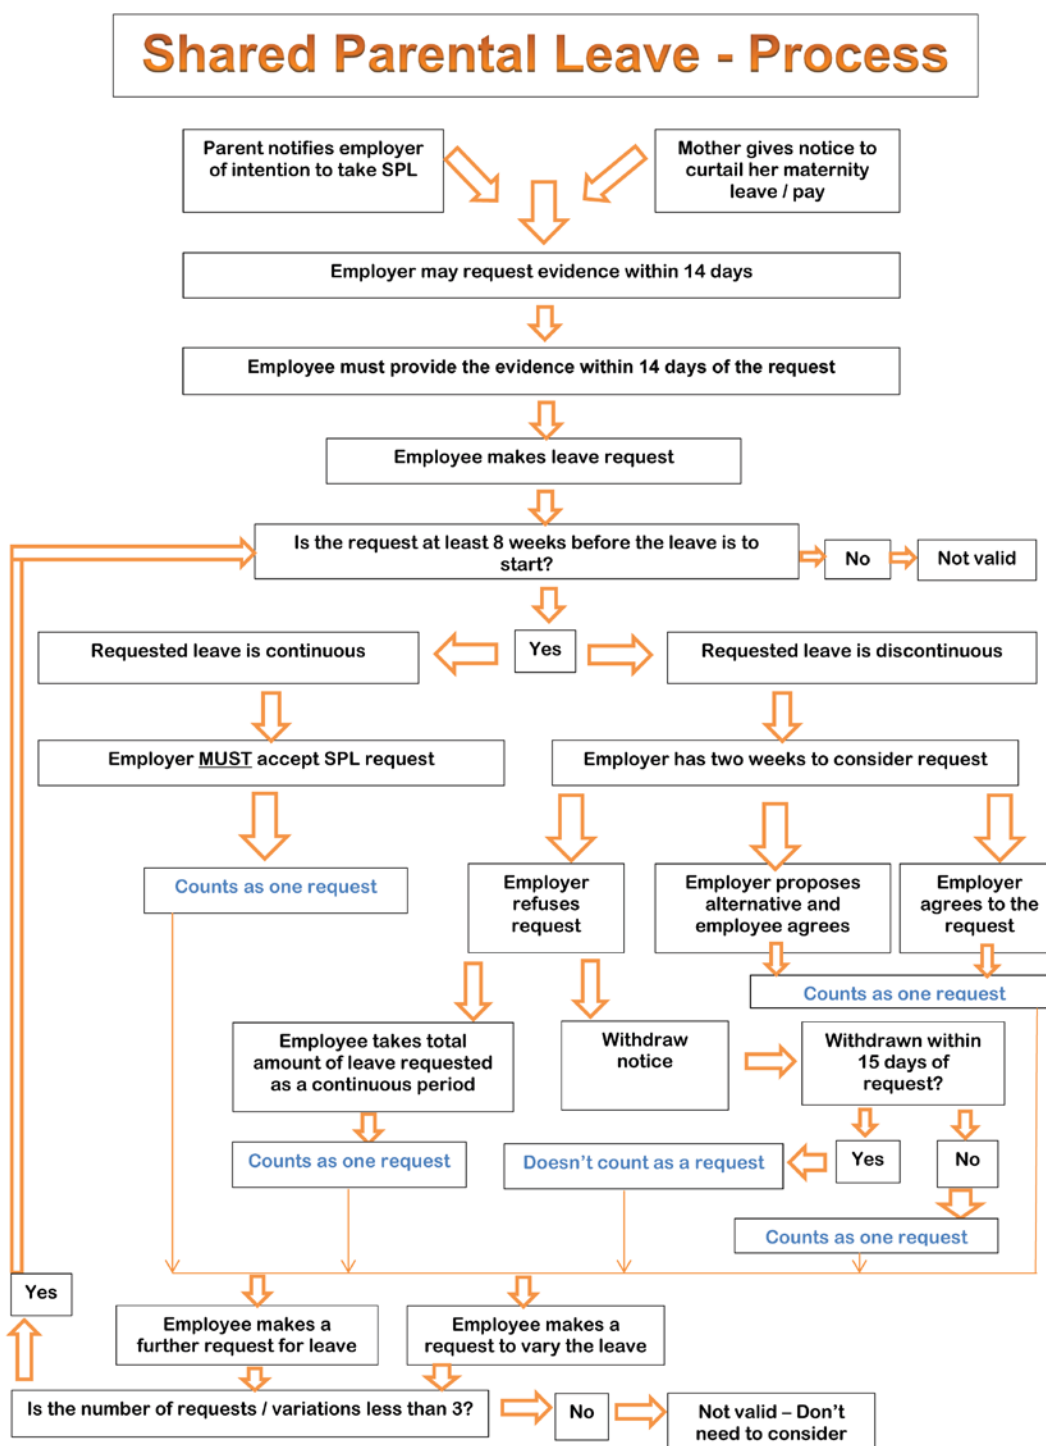 Shared Parental Leave - Process
Parent notifies employer
of intention to take SPL
Mother gives notice to
curtail her maternity
leave / pay
Employer may request evidence within 14 days
Employee must provide the evidence within 14 days of the request
Employee makes leave request
Is the request at least 8 weeks before the leave is to
start?
No
Not valid
Yes
Requested leave is continuous
Requested leave is discontinuous
Employer MUST accept SPL request
Employer has two weeks to consider request
Counts as one request
Employer
refuses
request
Employer proposes
alternative and
employee agrees
Employer
agrees to the
request
Counts as one request
Employee takes total
amount of leave requested
as a continuous period
Withdraw
notice
Withdrawn within
15 days of
request?
Counts as one request
Doesn't count as a request
Yes
No
Counts as one request
Yes
Employee makes a
further request for leave
Employee makes a
request to vary the leave
Is the number of requests / variations less than 3?
No
Not valid – Don't
need to consider